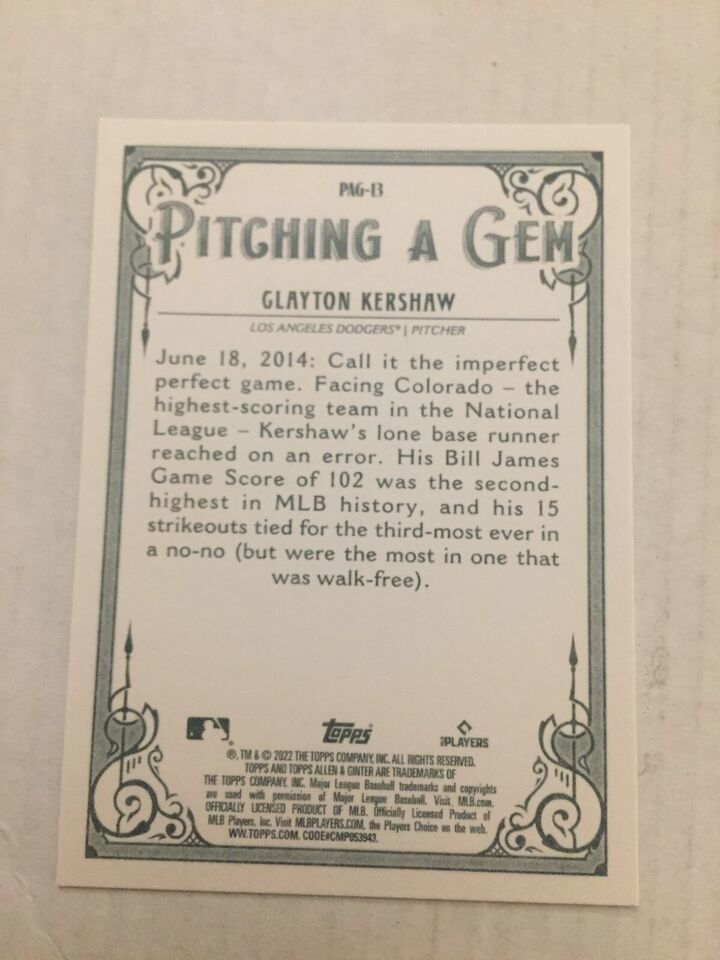 PAG-13
PITCHING A GEM
CLAYTON KERSHAW
LOS ANGELES DODGERS® | PITCHER
June 18, 2014: Call it the imperfect
perfect game. Facing Colorado – the
highest-scoring team in the National
League – Kershaw's lone base runner
reached on an error. His Bill James
Game Score of 102 was the second-
highest in MLB history, and his 15
strikeouts tied for the third-most ever in
a no-no (but were the most in one that
was walk-free).
topps
MLB PLAYERS
®, TM & © 2022 THE TOPPS COMPANY, INC. ALL RIGHTS RESERVED.
TOPPS AND TOPPS ALLEN & GINTER ARE TRADEMARKS OF
THE TOPPS COMPANY, INC. Major League Baseball trademarks and copyrights
are used with permission of Major League Baseball. Visit MLB.com.
OFFICIALLY LICENSED PRODUCT OF MLB. Officially Licensed Product of
MLB Players, Inc. Visit MLBPLAYERS.COM, the Players Choice on the web.
WW.TOPPS.COM. CODE#CMP053943.